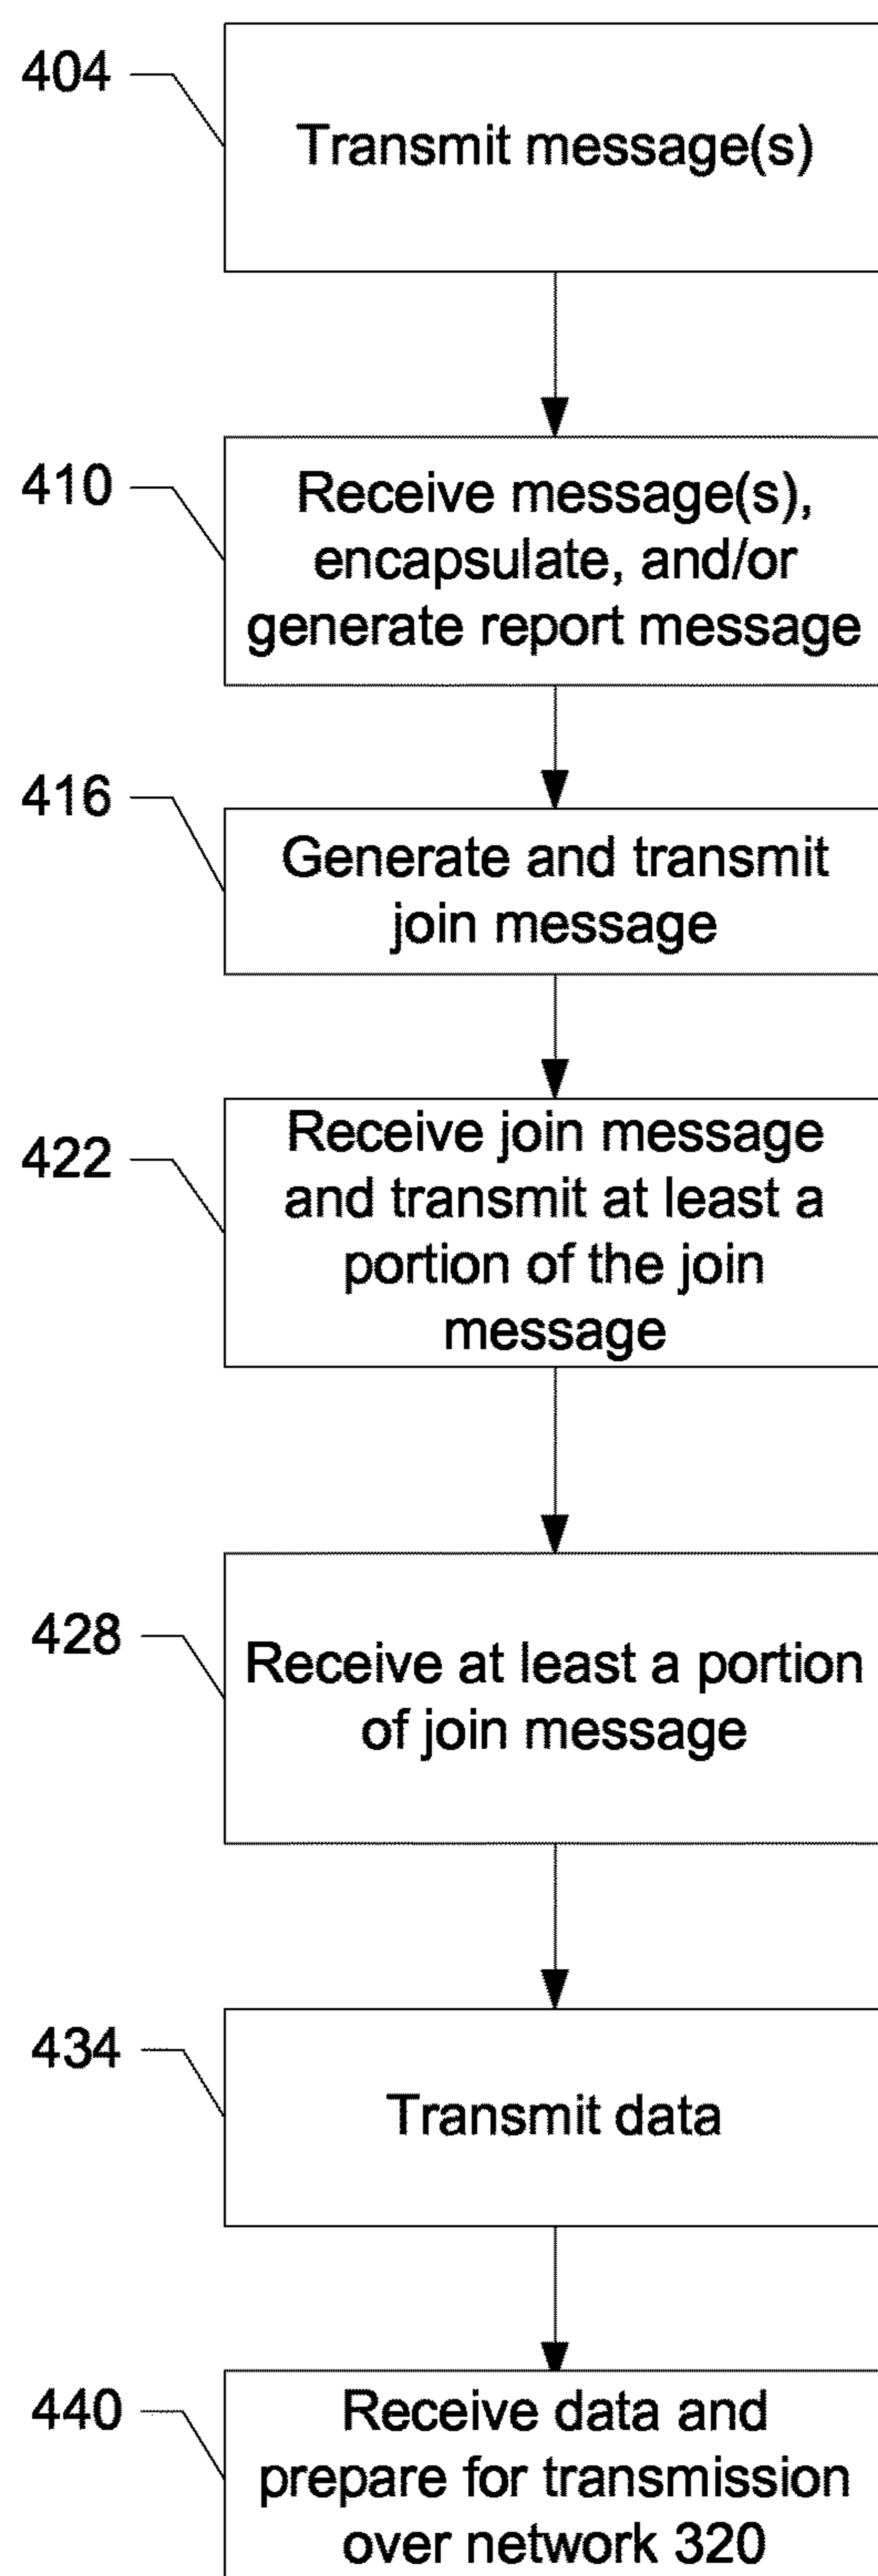 404
Transmit message(s)
410
Receive message(s),
encapsulate, and/or
generate report message
416
Generate and transmit
join message
422
Receive join message
and transmit at least a
portion of the join
message
428
Receive at least a portion
of join message
434
Transmit data
440
Receive data and
prepare for transmission
over network 320